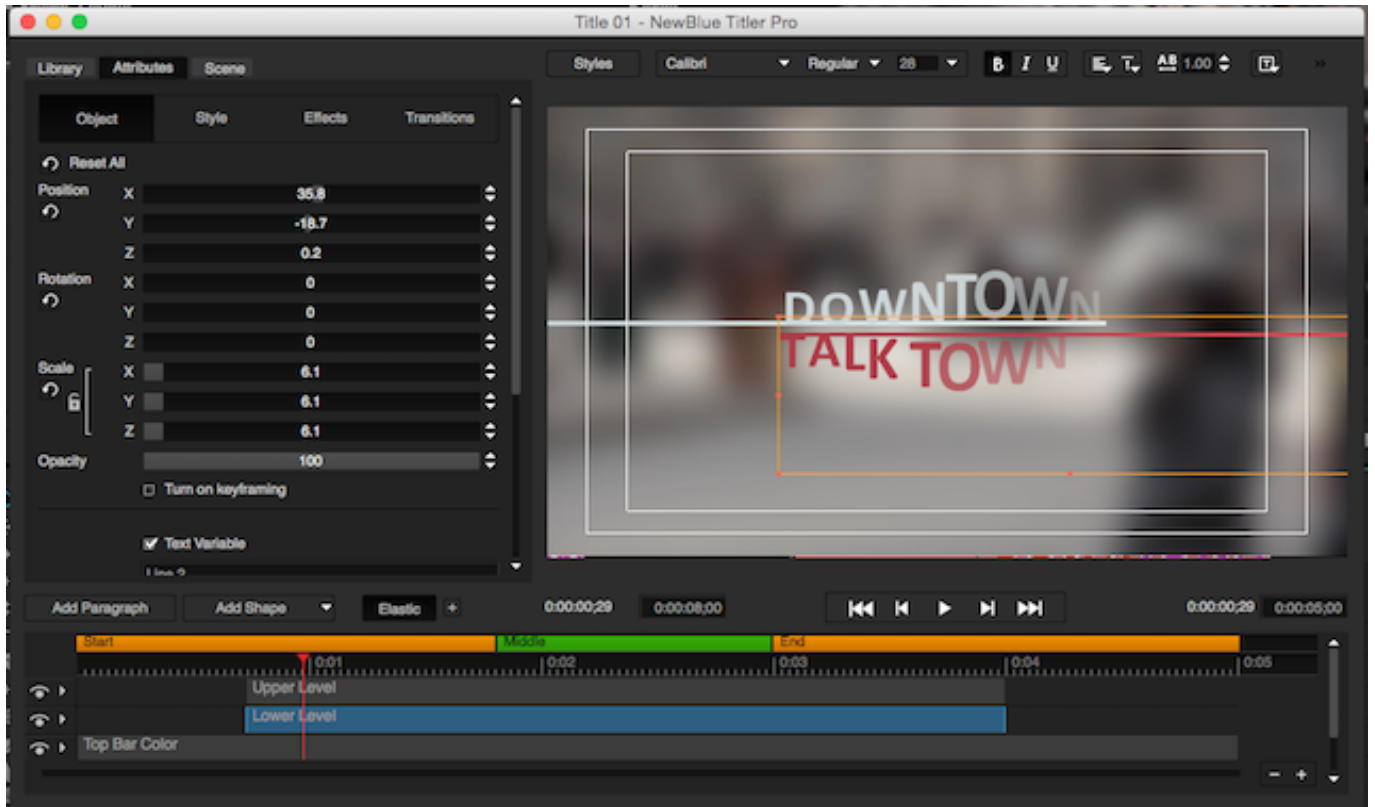 Title 01 - NewBlue Titler Pro
Library Attributes Scene
Styles Calibri Regular 28 B I U AB 1.00 »
Object Style Effects Transitions
Reset All
Position X 35.8
Y -18.7
Z 0.2
Rotation X 0
Y 0
Z 0
Scale X 6.1
Y 6.1
Z 6.1
Opacity 100
Turn on keyframing
Text Variable
Line 2
DOWNTOWN
TALK TOWN
Add Paragraph Add Shape Elastic + 0:00:00;29 0:00:08;00 0:00:00;29 0:00:05;00
Start Middle End
0:01 0:02 0:03 0:04 0:05
Upper Level
Lower Level
Top Bar Color
- +